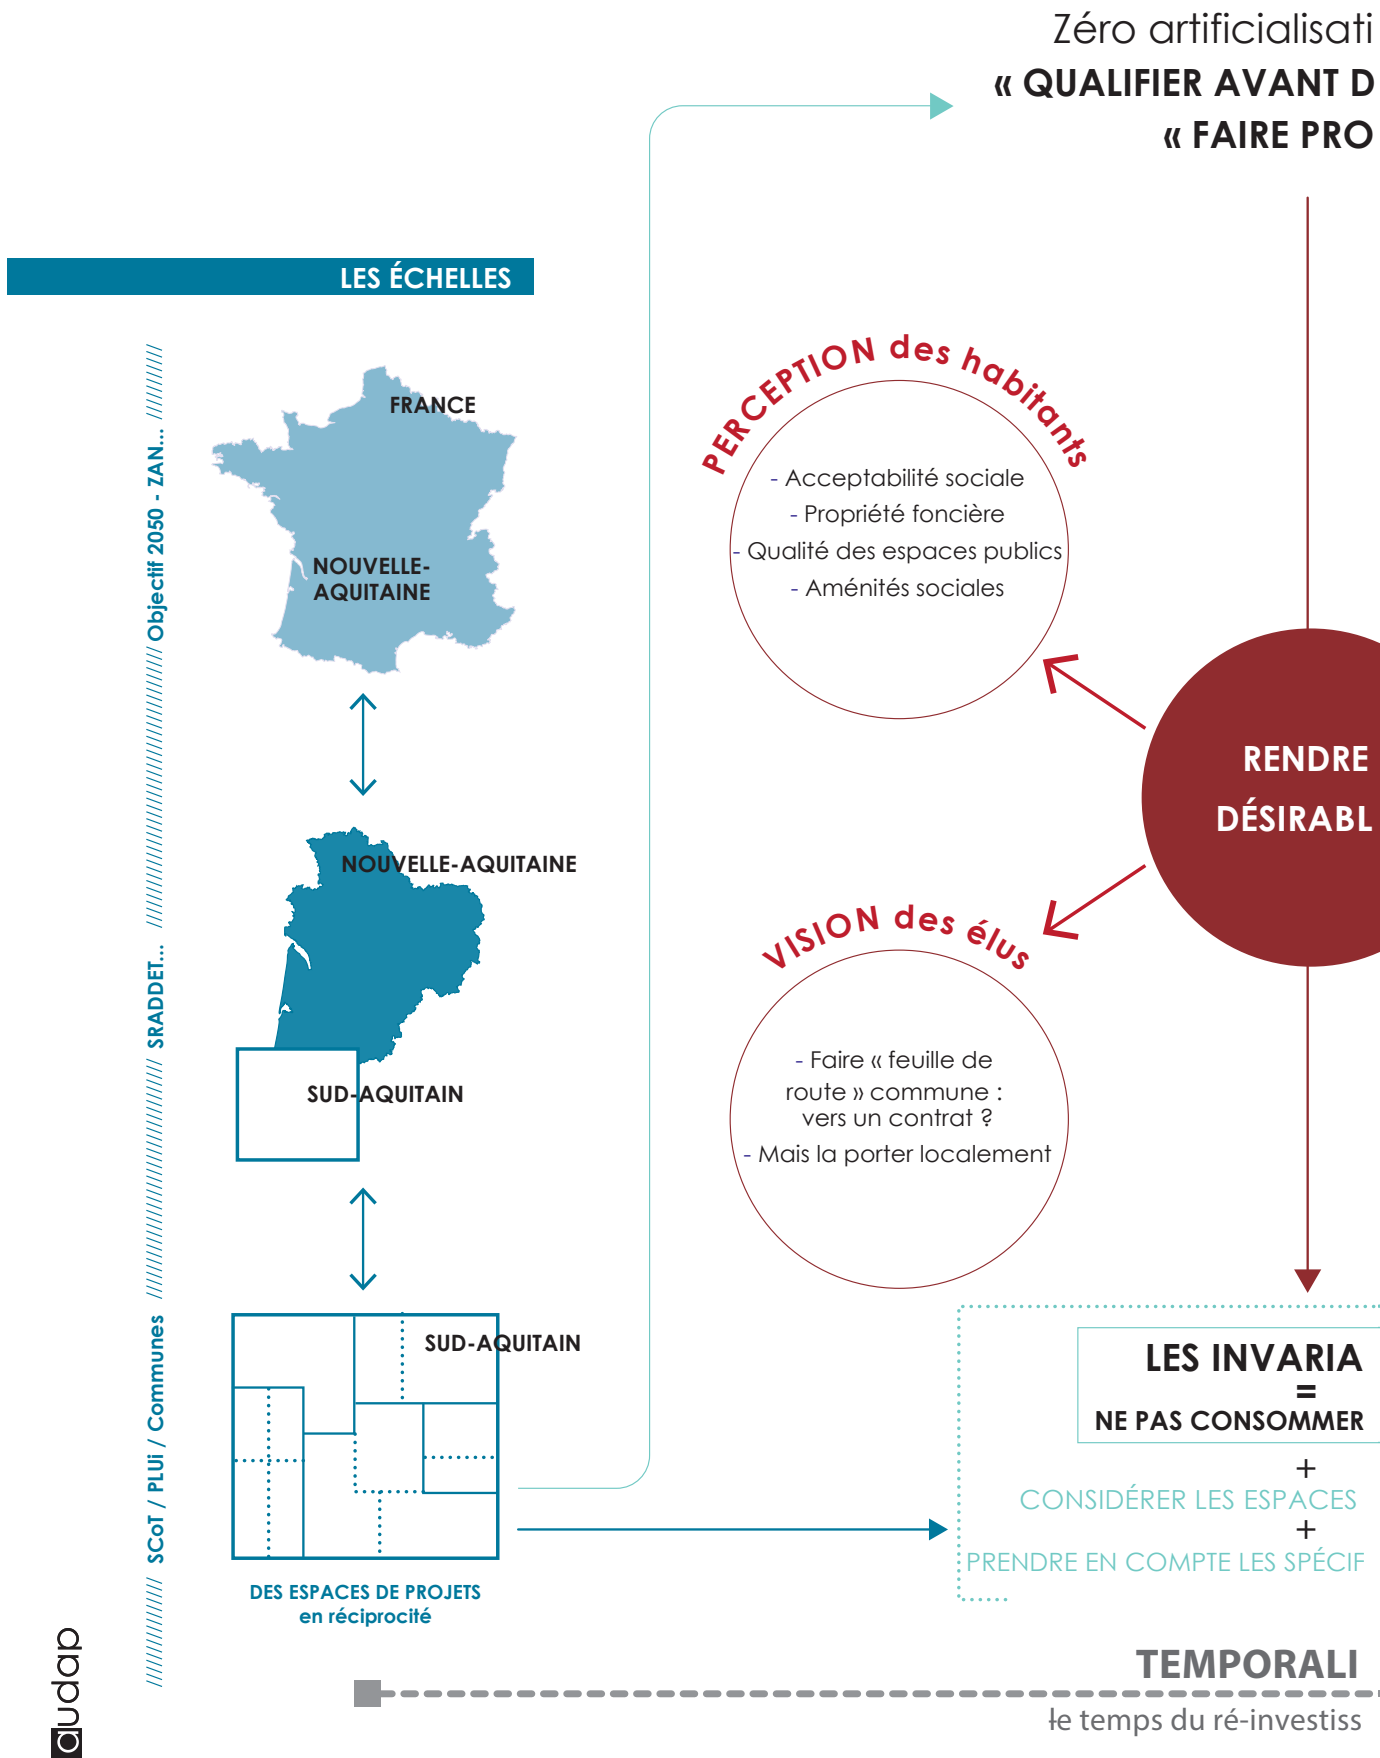 Zéro artificialisati
« QUALIFIER AVANT D
« FAIRE PRO
LES ÉCHELLES
Objectif 2050 - ZAN...
SRADDET...
SCoT / PLUi / Communes
FRANCE
NOUVELLE-
AQUITAINE
NOUVELLE-AQUITAINE
SUD-AQUITAIN
SUD-AQUITAIN
DES ESPACES DE PROJETS
en réciprocité
PERCEPTION des habitants
- Acceptabilité sociale
- Propriété foncière
- Qualité des espaces publics
- Aménités sociales
RENDRE
DÉSIRABL
VISION des élus
- Faire « feuille de
route » commune :
vers un contrat ?
- Mais la porter localement
LES INVARIA
=
NE PAS CONSOMMER
+
CONSIDÉRER LES ESPACES
+
PRENDRE EN COMPTE LES SPÉCIF
TEMPORALI
le temps du ré-investiss
audap